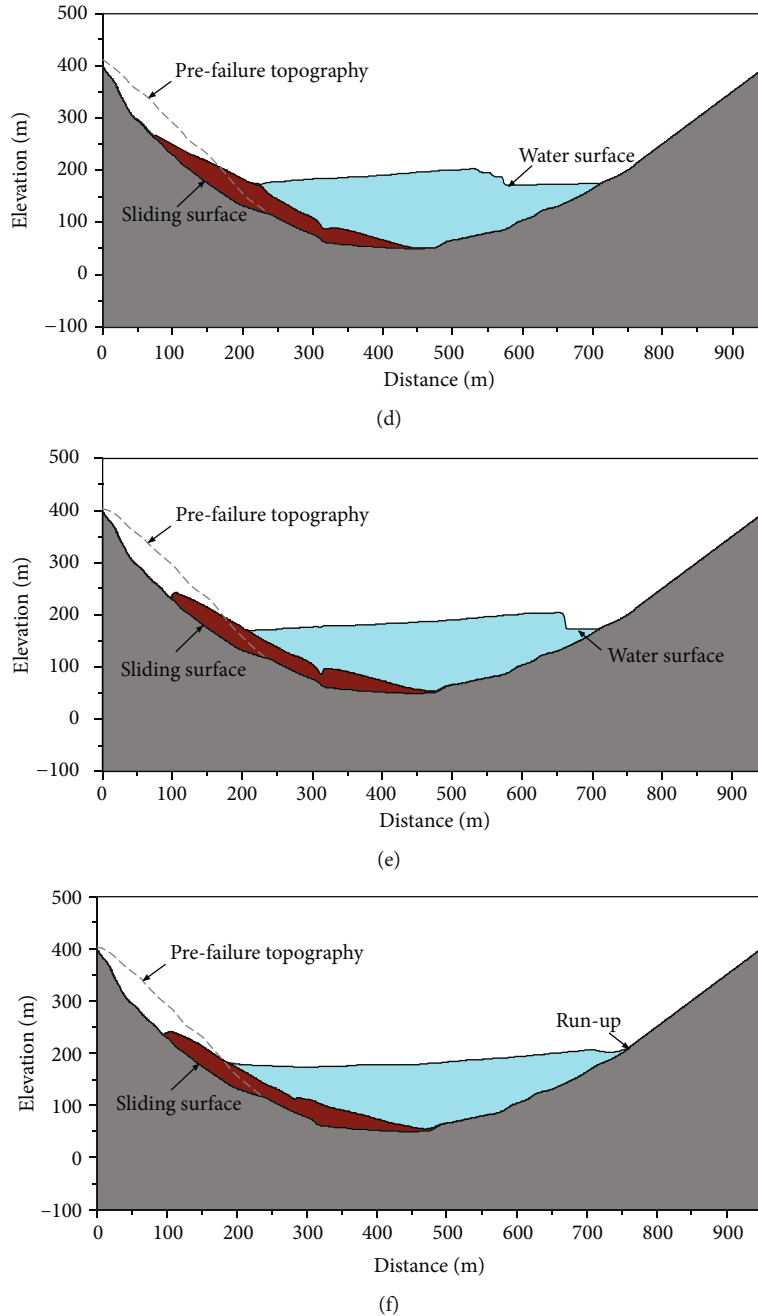 500
400
300
200
100
0
−100
Elevation (m)
Pre-failure topography
Water surface
Sliding surface
0 100 200 300 400 500 600 700 800 900
Distance (m)
(d)
500
400
300
200
100
0
−100
Elevation (m)
Pre-failure topography
Sliding surface
Water surface
0 100 200 300 400 500 600 700 800 900
Distance (m)
(e)
500
400
300
200
100
0
−100
Elevation (m)
Pre-failure topography
Run-up
Sliding surface
0 100 200 300 400 500 600 700 800 900
Distance (m)
(f)